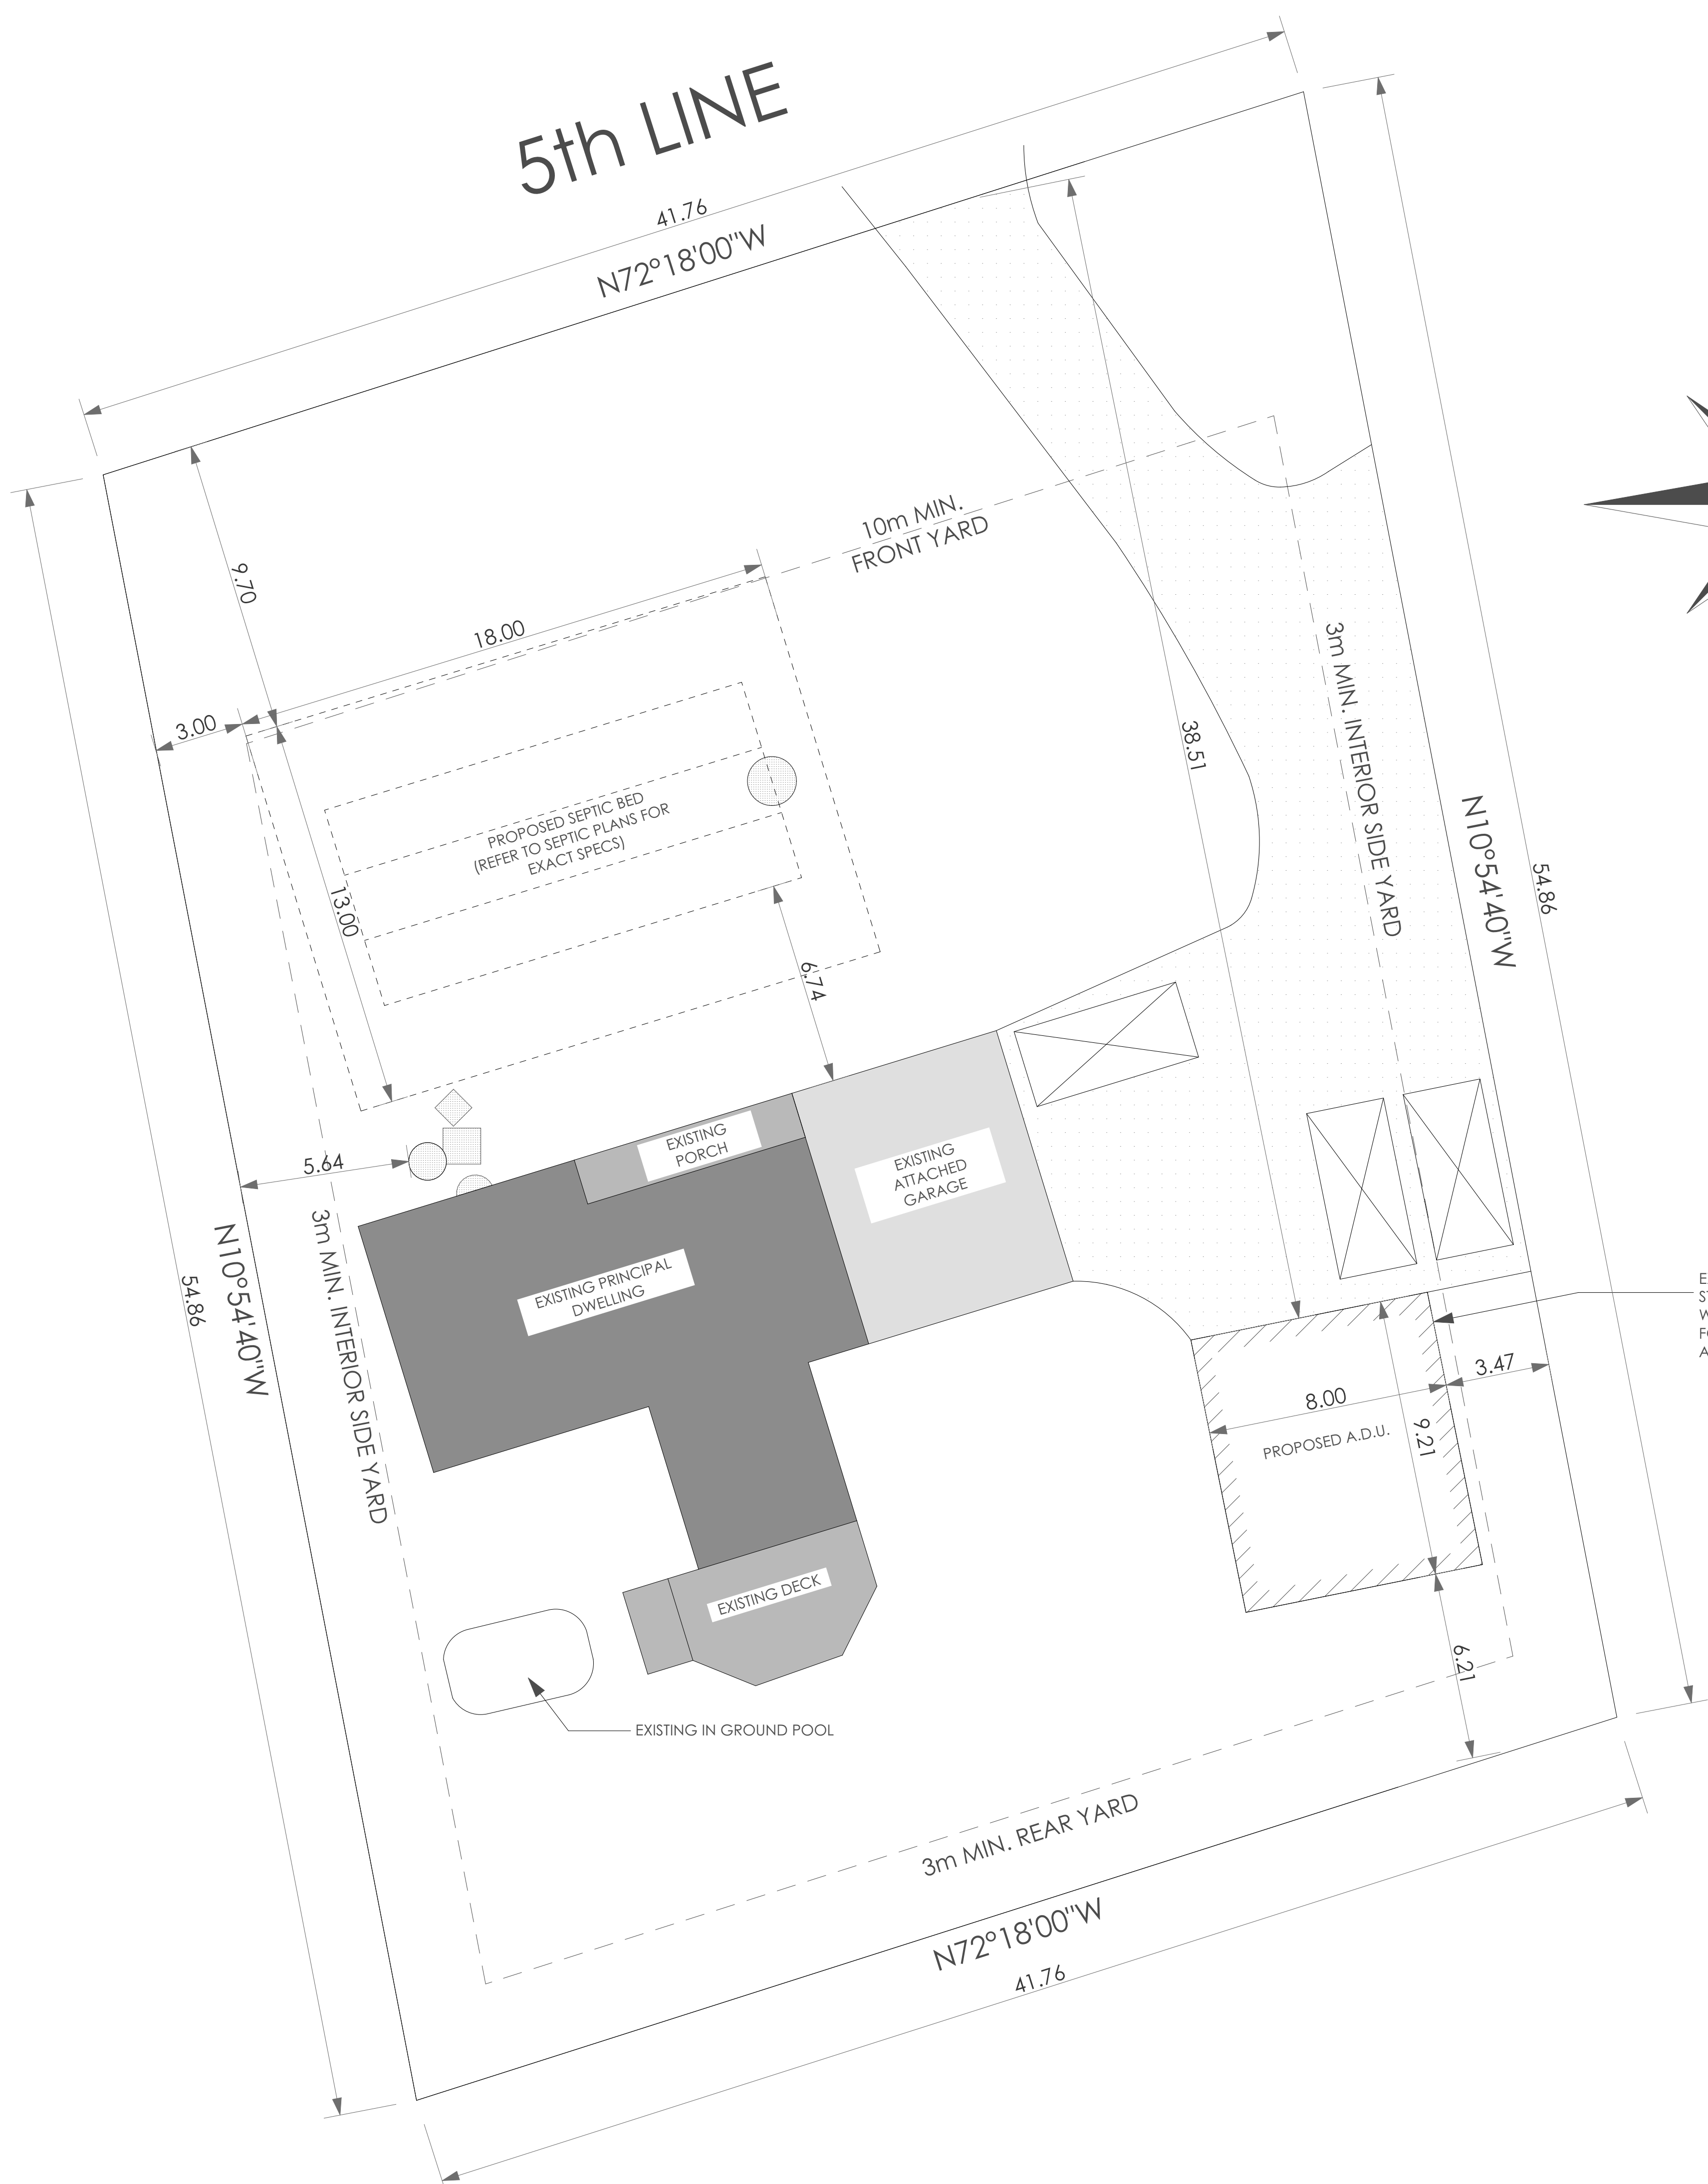 5th LINE
41.76
N72°18'00"W
10m MIN.
FRONT YARD
9.70
18.00
3.00
PROPOSED SEPTIC BED
(REFER TO SEPTIC PLANS FOR
EXACT SPECS)
13.00
6.74
38.51
3m MIN. INTERIOR SIDE YARD
N10°54'40"W
54.86
5.64
EXISTING
PORCH
EXISTING
ATTACHED
GARAGE
EXISTING PRINCIPAL
DWELLING
3m MIN. INTERIOR SIDE YARD
N10°54'40"W
54.86
3.47
8.00
9.21
PROPOSED A.D.U.
EXISTING DECK
6.21
EXISTING IN GROUND POOL
3m MIN. REAR YARD
N72°18'00"W
41.76